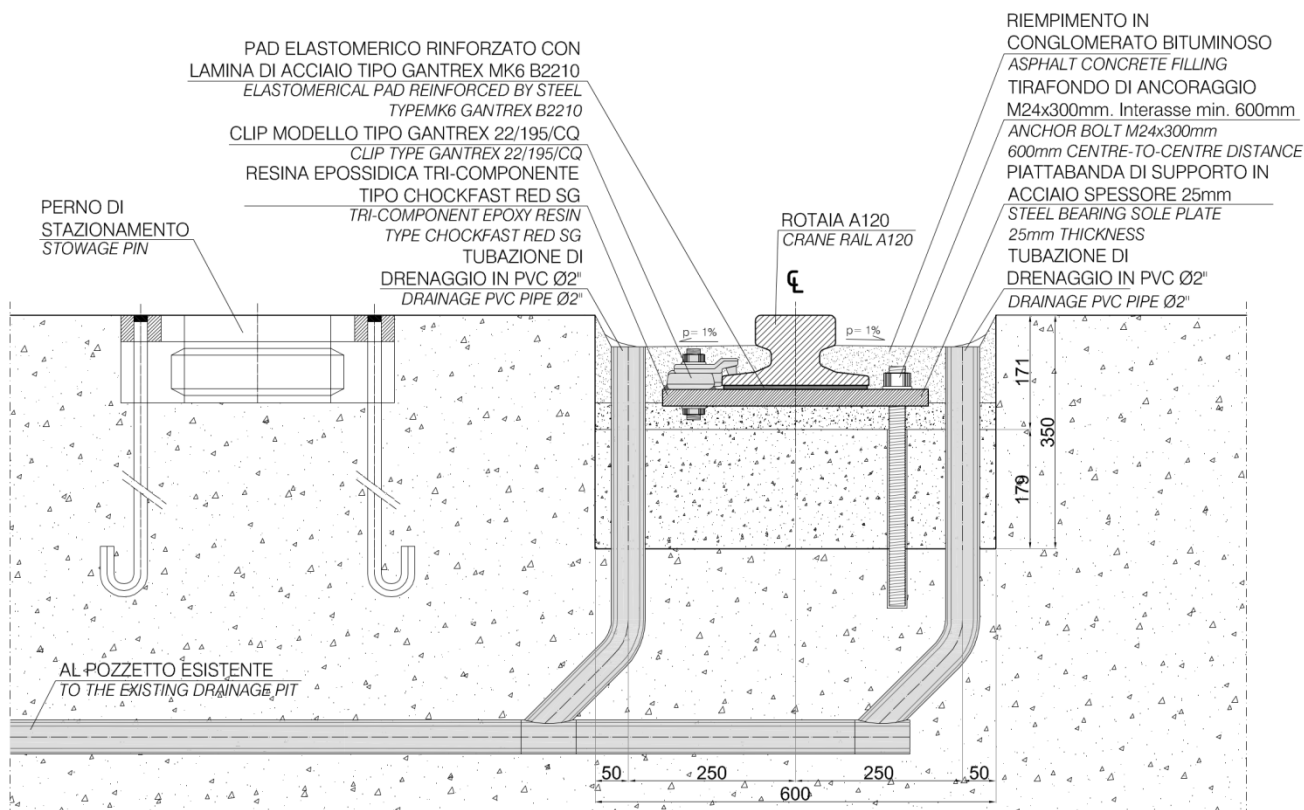 PAD ELASTOMERICO RINFORZATO CON
LAMINA DI ACCIAIO TIPO GANTREX MK6 B2210
ELASTOMERICAL PAD REINFORCED BY STEEL
TYPEMK6 GANTREX B2210
CLIP MODELLO TIPO GANTREX 22/195/CQ
CLIP TYPE GANTREX 22/195/CQ
RESINA EPOSSIDICA TRI-COMPONENTE
TIPO CHOCKFAST RED SG
TRI-COMPONENT EPOXY RESIN
TYPE CHOCKFAST RED SG
TUBAZIONE DI
DRENAGGIO IN PVC Ø2"
DRAINAGE PVC PIPE Ø2"
PERNO DI
STAZIONAMENTO
STOWAGE PIN
ROTAIA A120
CRANE RAIL A120
RIEMPIMENTO IN
CONGLOMERATO BITUMINOSO
ASPHALT CONCRETE FILLING
TIRAFONDO DI ANCORAGGIO
M24x300mm. Interasse min. 600mm
ANCHOR BOLT M24x300mm
600mm CENTRE-TO-CENTRE DISTANCE
PIATTABANDA DI SUPPORTO IN
ACCIAIO SPESSORE 25mm
STEEL BEARING SOLE PLATE
25mm THICKNESS
TUBAZIONE DI
DRENAGGIO IN PVC Ø2"
DRAINAGE PVC PIPE Ø2"
CL
p= 1%
p= 1%
171
350
179
AL POZZETTO ESISTENTE
TO THE EXISTING DRAINAGE PIT
50
250
250
50
600